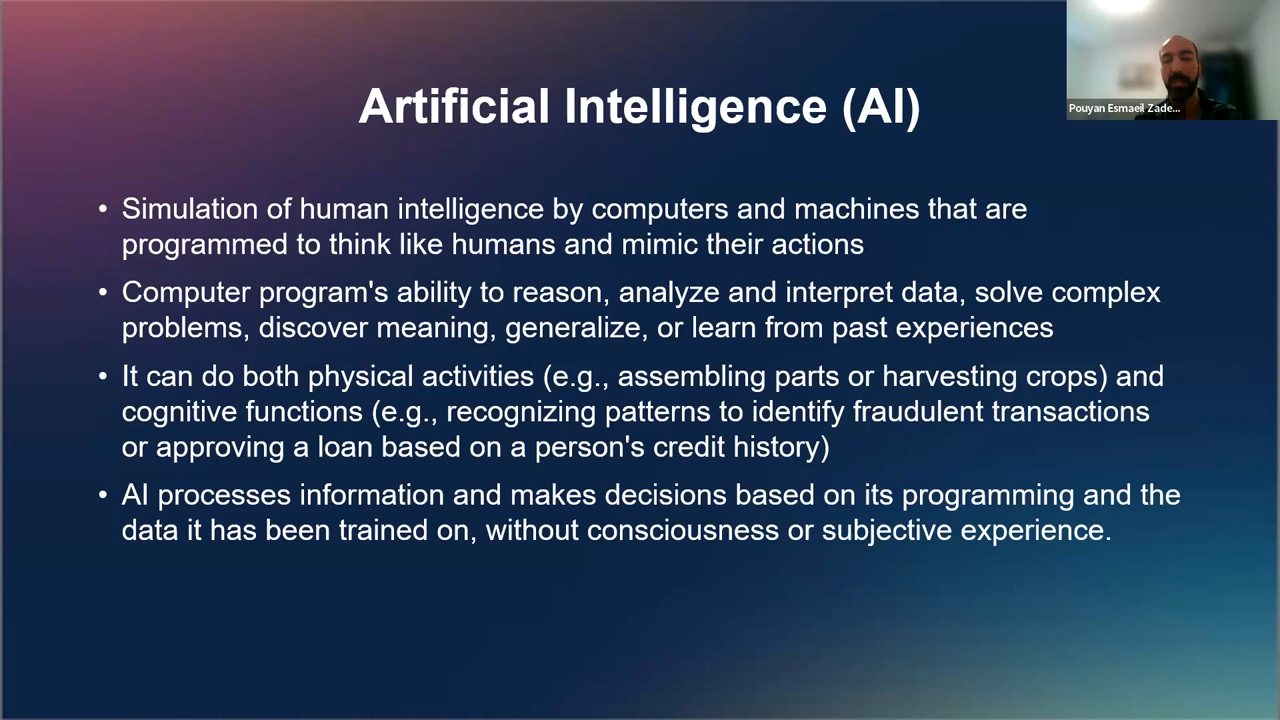 Artificial Intelligence (AI)
Pouyan Esmaeil Zade...
• Simulation of human intelligence by computers and machines that are
programmed to think like humans and mimic their actions
• Computer program's ability to reason, analyze and interpret data, solve complex
problems, discover meaning, generalize, or learn from past experiences
• It can do both physical activities (e.g., assembling parts or harvesting crops) and
cognitive functions (e.g., recognizing patterns to identify fraudulent transactions
or approving a loan based on a person's credit history)
• AI processes information and makes decisions based on its programming and the
data it has been trained on, without consciousness or subjective experience.